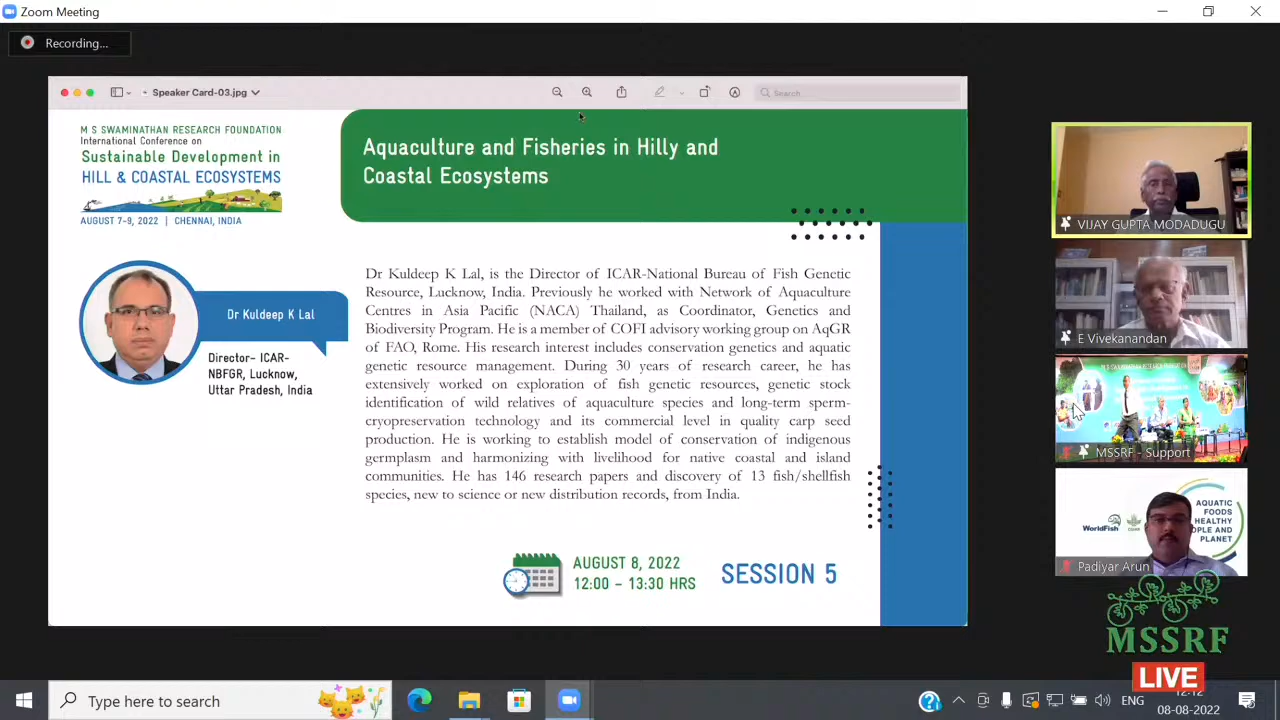 Zoom Meeting
Recording...
Speaker Card-03.jpg
Search
M S SWAMINATHAN RESEARCH FOUNDATION
International Conference on
Sustainable Development in
HILL & COASTAL ECOSYSTEMS
AUGUST 7-9, 2022 | CHENNAI, INDIA
Aquaculture and Fisheries in Hilly and
Coastal Ecosystems
Dr Kuldeep K Lal
Director- ICAR-
NBFGR, Lucknow,
Uttar Pradesh, India
Dr Kuldeep K Lal, is the Director of ICAR-National Bureau of Fish Genetic
Resource, Lucknow, India. Previously he worked with Network of Aquaculture
Centres in Asia Pacific (NACA) Thailand, as Coordinator, Genetics and
Biodiversity Program. He is a member of COFI advisory working group on AqGR
of FAO, Rome. His research interest includes conservation genetics and aquatic
genetic resource management. During 30 years of research career, he has
extensively worked on exploration of fish genetic resources, genetic stock
identification of wild relatives of aquaculture species and long-term sperm-
cryopreservation technology and its commercial level in quality carp seed
production. He is working to establish model of conservation of indigenous
germplasm and harmonizing with livelihood for native coastal and island
communities. He has 146 research papers and discovery of 13 fish/shellfish
species, new to science or new distribution records, from India.
AUGUST 8, 2022
12:00 – 13:30 HRS
SESSION 5
VIJAY GUPTA MODADUGU
E Vivekanandan
MSSRF - Support
WorldFish
AQUATIC
FOODS
HEALTHY
OPLE AND
PLANET
Padiyar Arun
MSSRF
LIVE
Type here to search
ENG
12:12
08-08-2022